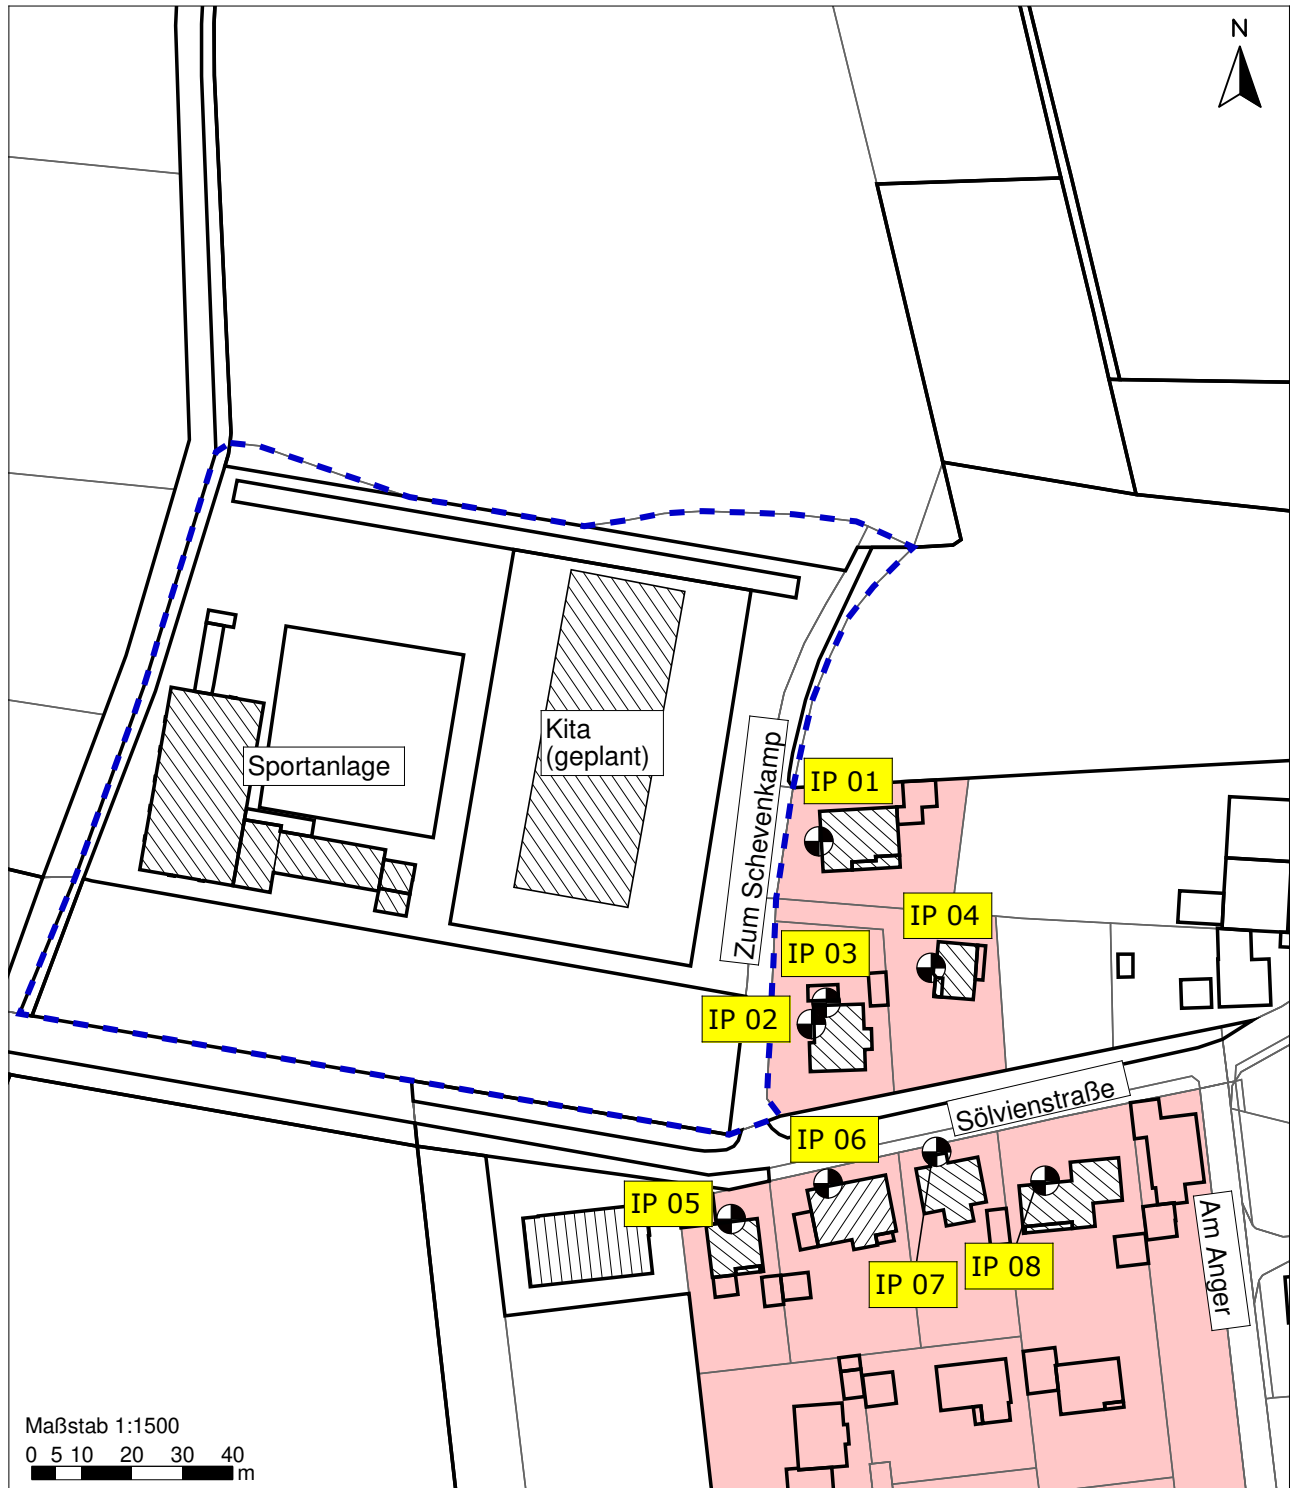 N
Kita
(geplant)
Sportanlage
Zum Schevenkamp
IP 01
IP 04
IP 03
IP 02
Sölvienstraße
IP 06
IP 05
IP 07
IP 08
Am Anger
Maßstab 1:1500
0 5 10 20 30 40
m